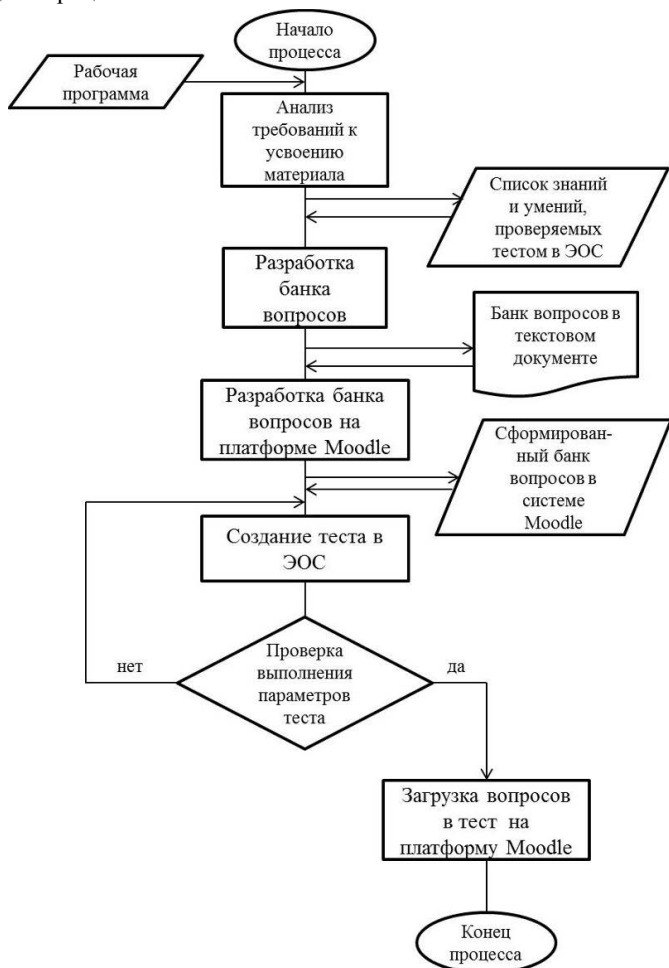 Начало
процесса
Рабочая
программа
Анализ
требований к
усвоению
материала
Список знаний
и умений,
проверяемых
тестом в ЭОС
Разработка
банка
вопросов
Банк вопросов в
текстовом
документе
Разработка банка
вопросов на
платформе Moodle
Сформирован-
ный банк
вопросов в
системе
Moodle
Создание теста в
ЭОС
Проверка
выполнения
параметров
теста
нет
да
Загрузка вопросов
в тест на
платформу Moodle
Конец
процесса